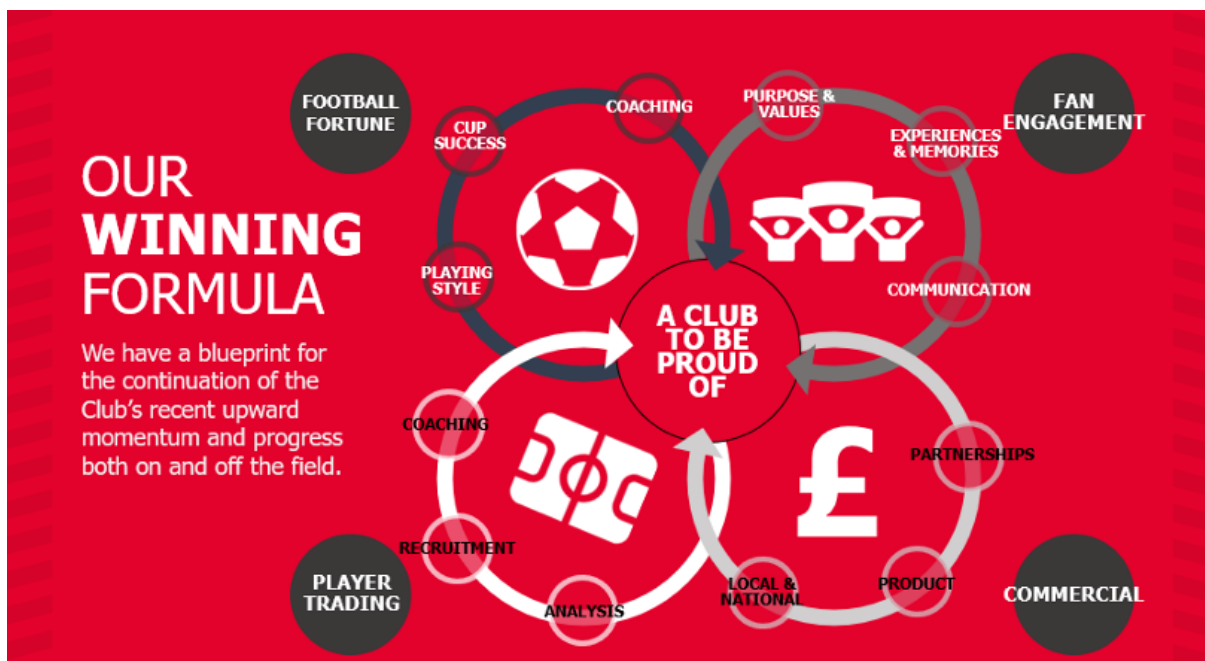 OUR
WINNING
FORMULA
We have a blueprint for
the continuation of the
Club's recent upward
momentum and progress
both on and off the field.
FOOTBALL
FORTUNE
CUP
SUCCESS
COACHING
PLAYING
STYLE
PURPOSE &
VALUES
EXPERIENCES
& MEMORIES
COMMUNICATION
FAN
ENGAGEMENT
A CLUB
TO BE
PROUD
OF
COACHING
RECRUITMENT
ANALYSIS
PLAYER
TRADING
PARTNERSHIPS
PRODUCT
LOCAL &
NATIONAL
COMMERCIAL
£